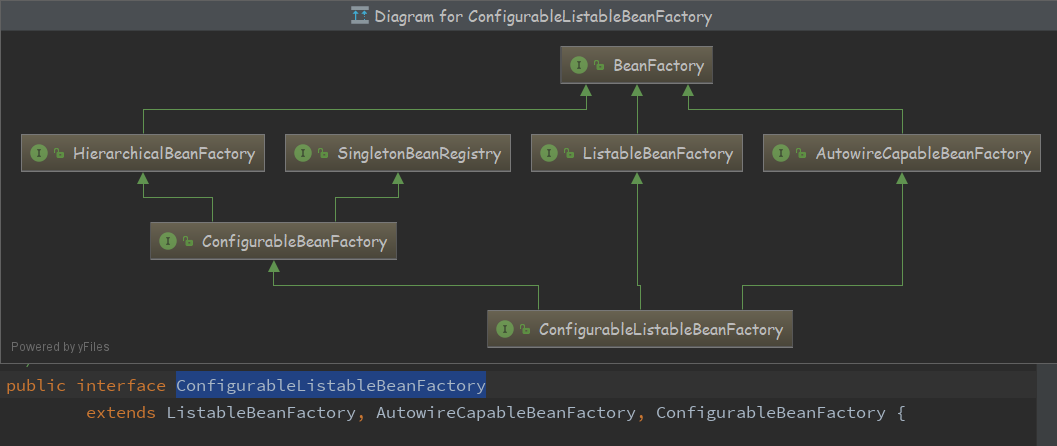 Diagram for ConfigurableListableBeanFactory
I BeanFactory
I HierarchicalBeanFactory
I SingletonBeanRegistry
I ListableBeanFactory
I AutowireCapableBeanFactory
I ConfigurableBeanFactory
I ConfigurableListableBeanFactory
Powered by yFiles
public interface ConfigurableListableBeanFactory
extends ListableBeanFactory, AutowireCapableBeanFactory, ConfigurableBeanFactory {